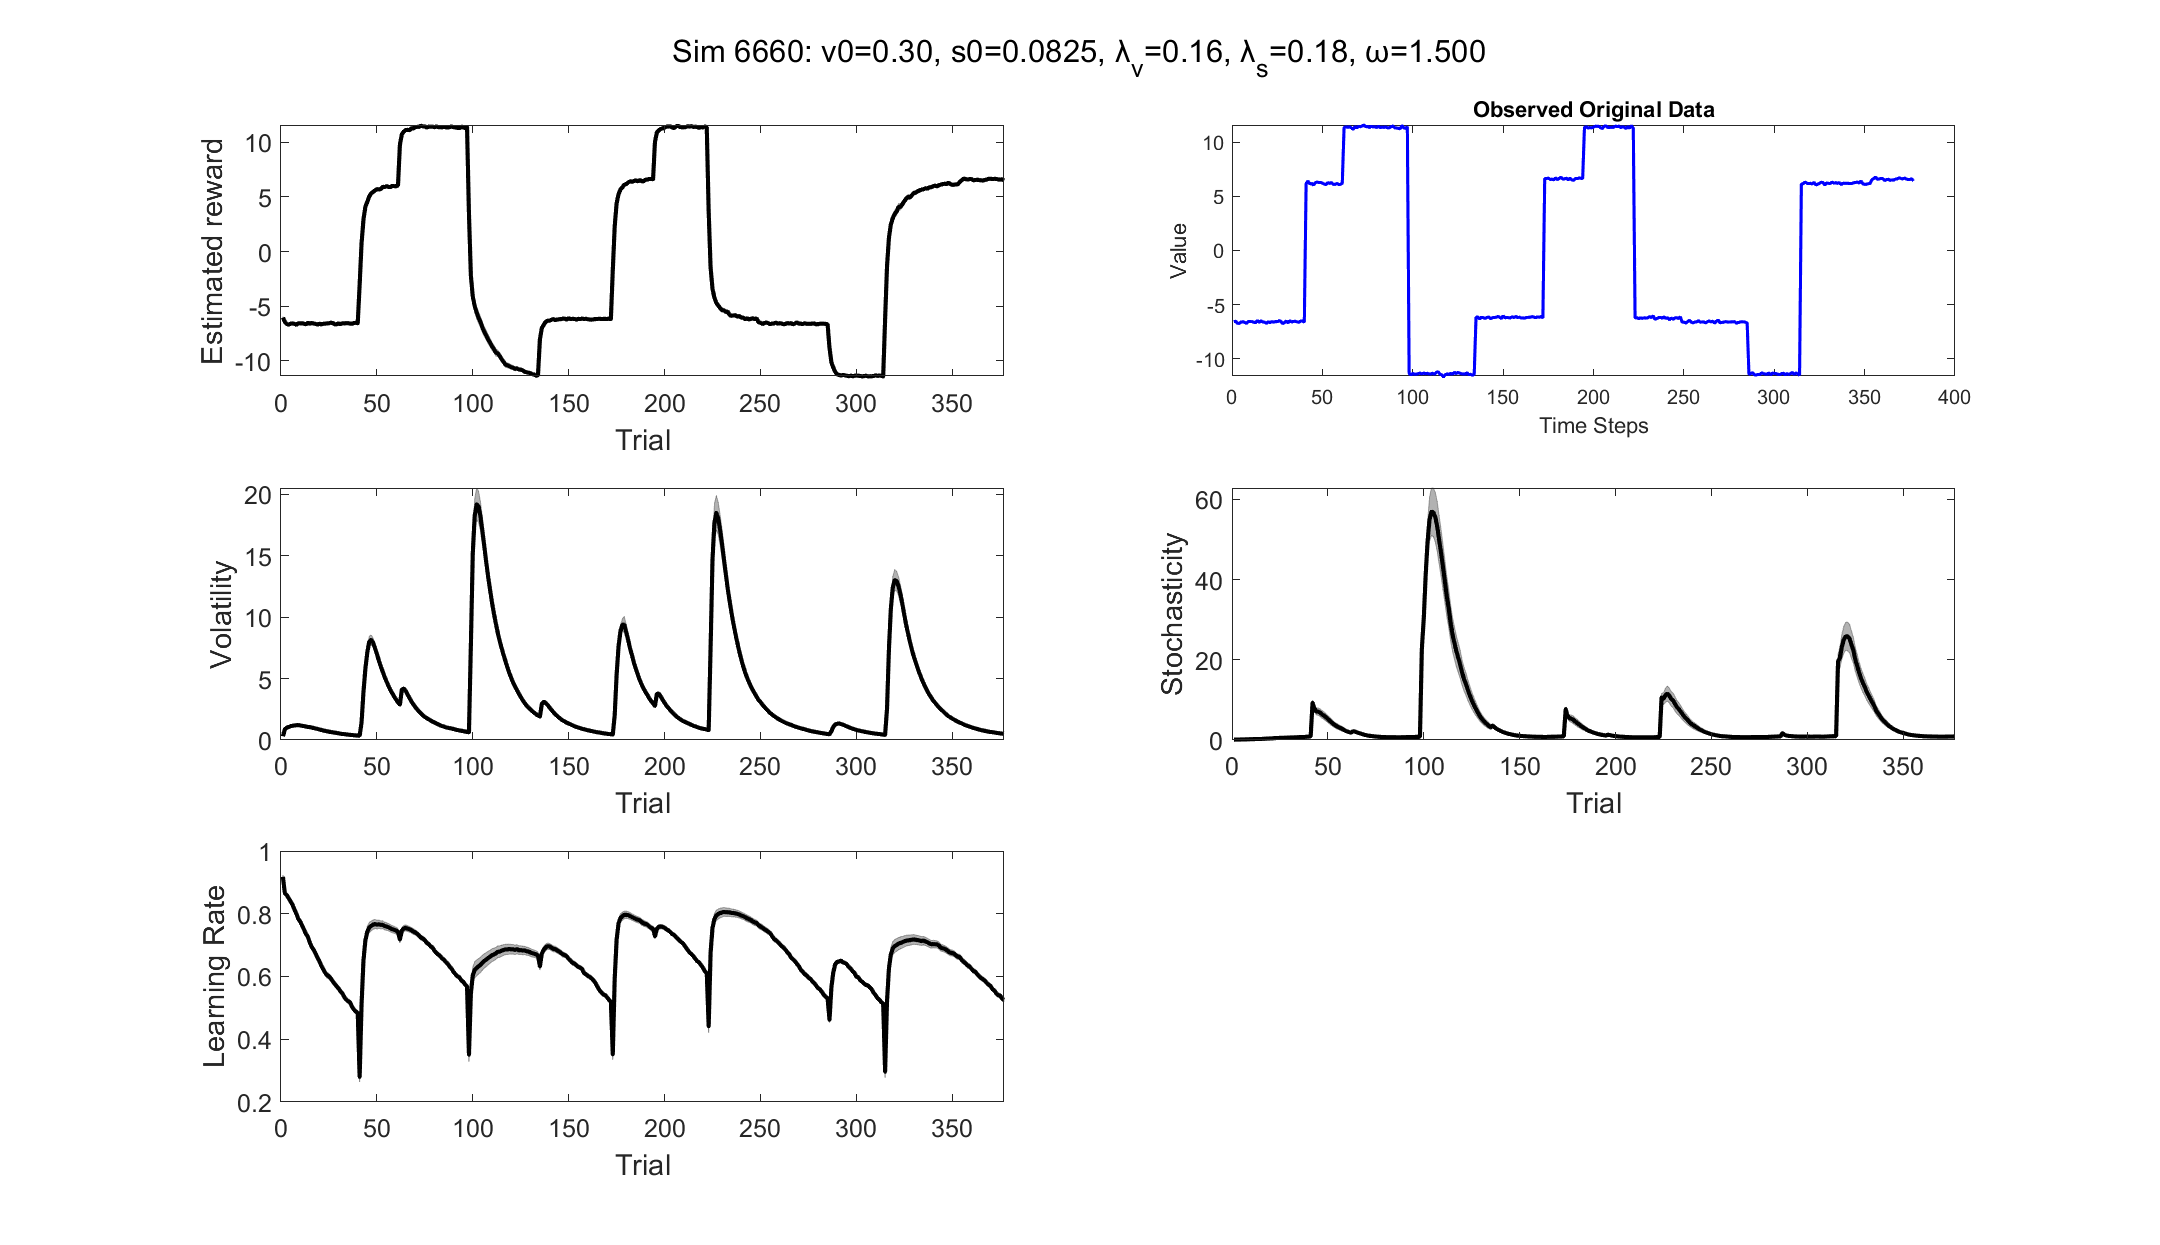 Sim 6660: v0=0.30, s0=0.0825, λv=0.16, λs=0.18, ω=1.500
10
5
0
-5
-10
Estimated reward
0 50 100 150 200 250 300 350
Trial
Observed Original Data
10
5
0
-5
-10
Value
0 50 100 150 200 250 300 350 400
Time Steps
20
15
10
5
0
Volatility
0 50 100 150 200 250 300 350
Trial
60
40
20
0
Stochasticity
0 50 100 150 200 250 300 350
Trial
1
0.8
0.6
0.4
0.2
Learning Rate
0 50 100 150 200 250 300 350
Trial